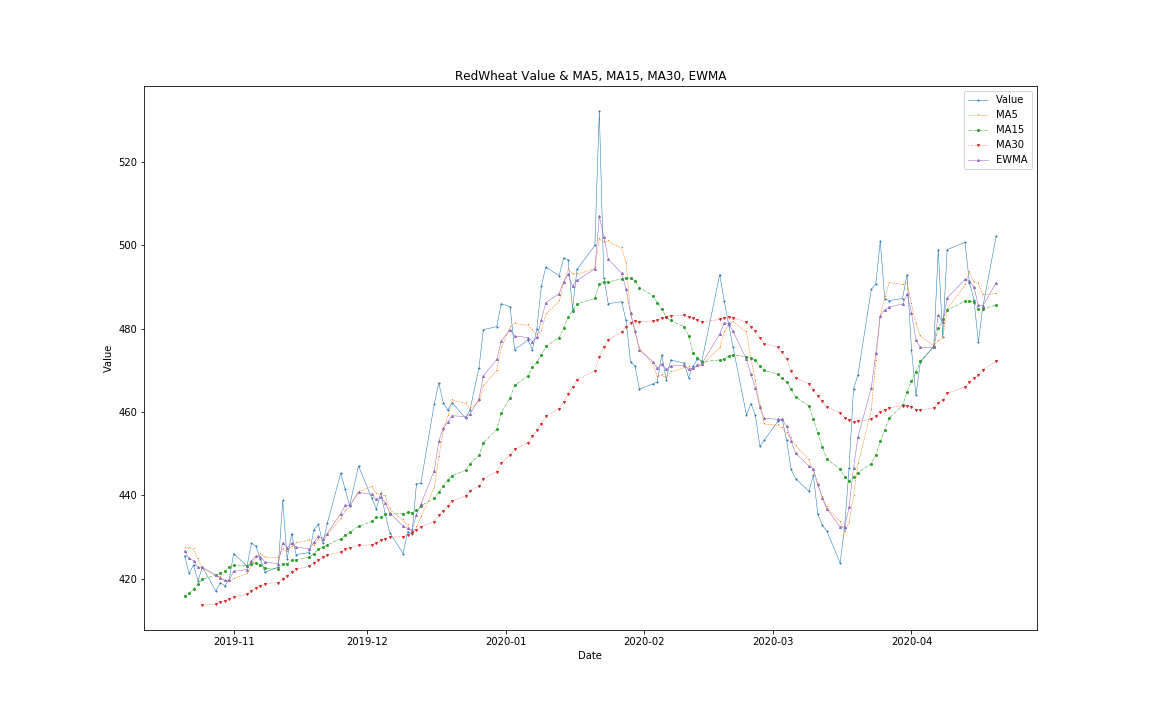 RedWheat Value & MA5, MA15, MA30, EWMA
Value
MA5
MA15
MA30
EWMA
520
500
480
460
440
420
Value
2019-11
2019-12
2020-01
2020-02
2020-03
2020-04
Date